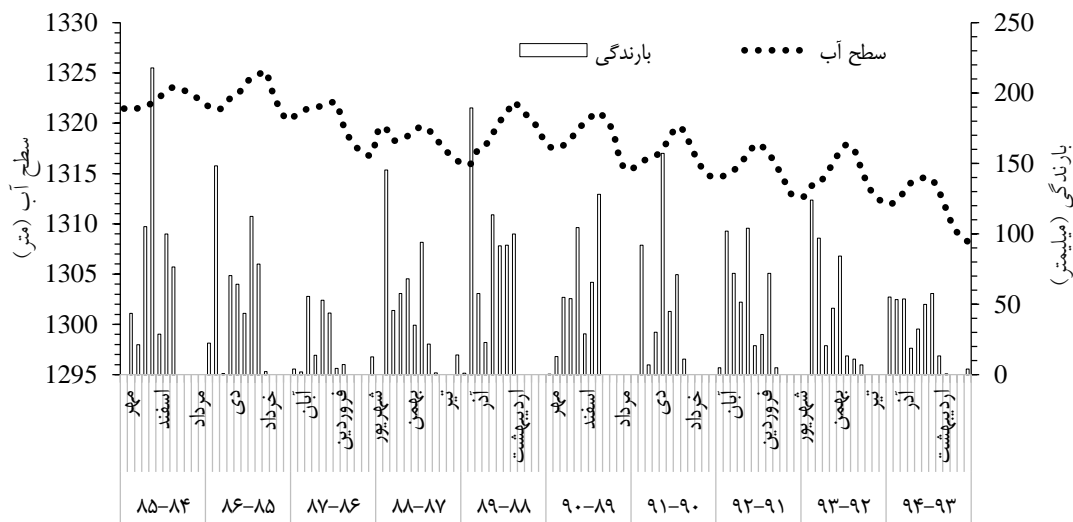 1330
1325
1320
1315
1310
1305
1300
1295
سطح آب (متر)
بارندگی
سطح آب
250
200
150
100
50
0
بارندگی (میلیمتر)
مهر
اسفند
مرداد
دی
خرداد
آبان
فروردین
شهریور
بهمن
تیر
آذر
اردیبهشت
مهر
اسفند
مرداد
دی
خرداد
آبان
فروردین
شهریور
بهمن
تیر
آذر
اردیبهشت
۸۵-۸۴
۸۶-۸۵
۸۷-۸۶
۸۸-۸۷
۸۹-۸۸
۹۰-۸۹
۹۱-۹۰
۹۲-۹۱
۹۳-۹۲
۹۴-۹۳